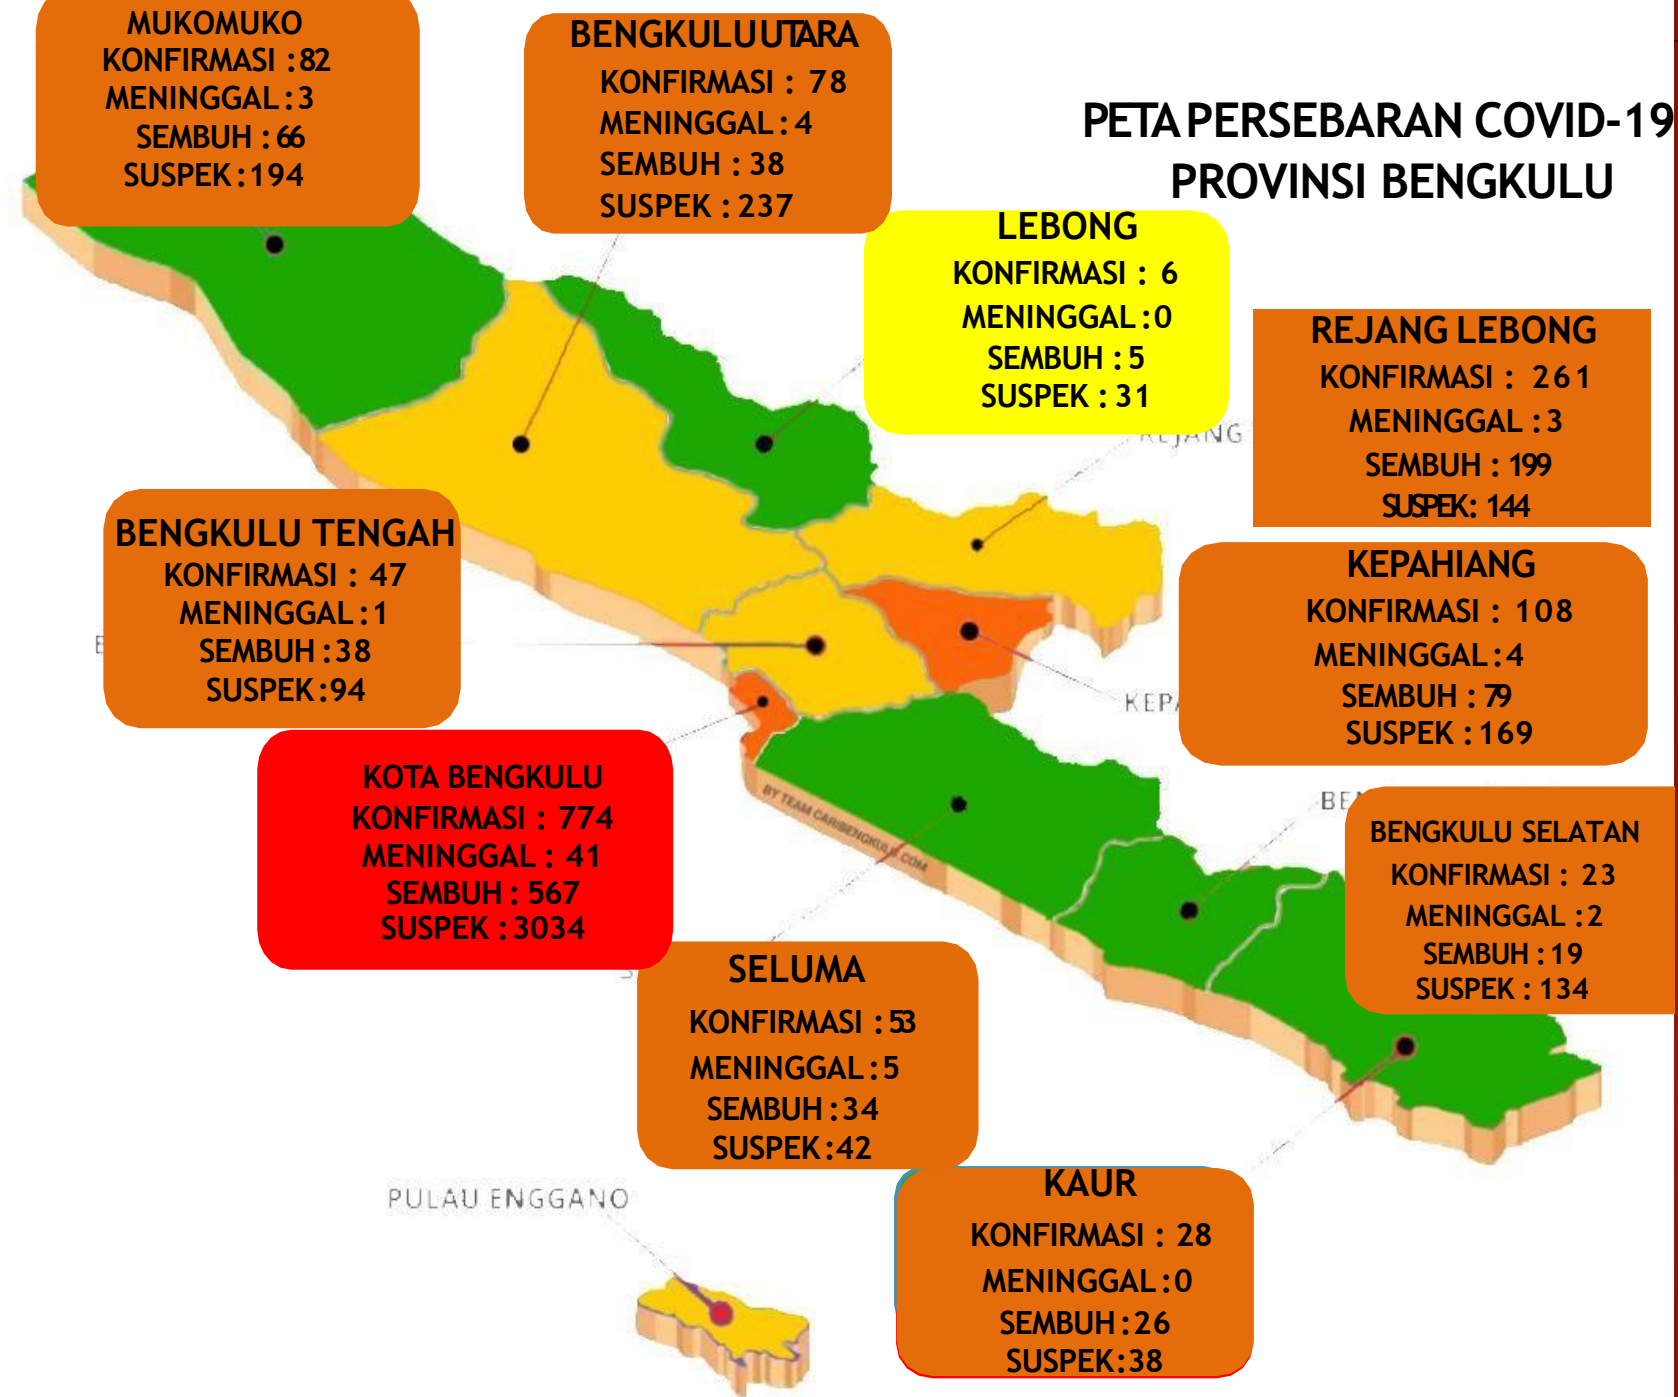 MUKOMUKO
KONFIRMASI : 82
MENINGGAL : 3
SEMBUH : 66
SUSPEK : 194
BENGKULU UTARA
KONFIRMASI : 78
MENINGGAL : 4
SEMBUH : 38
SUSPEK : 237
PETA PERSEBARAN COVID-19
PROVINSI BENGKULU
LEBONG
KONFIRMASI : 6
MENINGGAL : 0
SEMBUH : 5
SUSPEK : 31
REJANG
REJANG LEBONG
KONFIRMASI : 261
MENINGGAL : 3
SEMBUH : 199
SUSPEK : 144
BENGKULU TENGAH
KONFIRMASI : 47
MENINGGAL : 1
SEMBUH : 38
SUSPEK : 94
KEPAHIANG
KONFIRMASI : 108
MENINGGAL : 4
SEMBUH : 79
SUSPEK : 169
KOTA BENGKULU
KONFIRMASI : 774
MENINGGAL : 41
SEMBUH : 567
SUSPEK : 3034
BY TEAM CARIBENGKULU.COM
BENGKULU SELATAN
KONFIRMASI : 23
MENINGGAL : 2
SEMBUH : 19
SUSPEK : 134
SELUMA
KONFIRMASI : 53
MENINGGAL : 5
SEMBUH : 34
SUSPEK : 42
KAUR
KONFIRMASI : 28
MENINGGAL : 0
SEMBUH : 26
SUSPEK : 38
PULAU ENGGANO